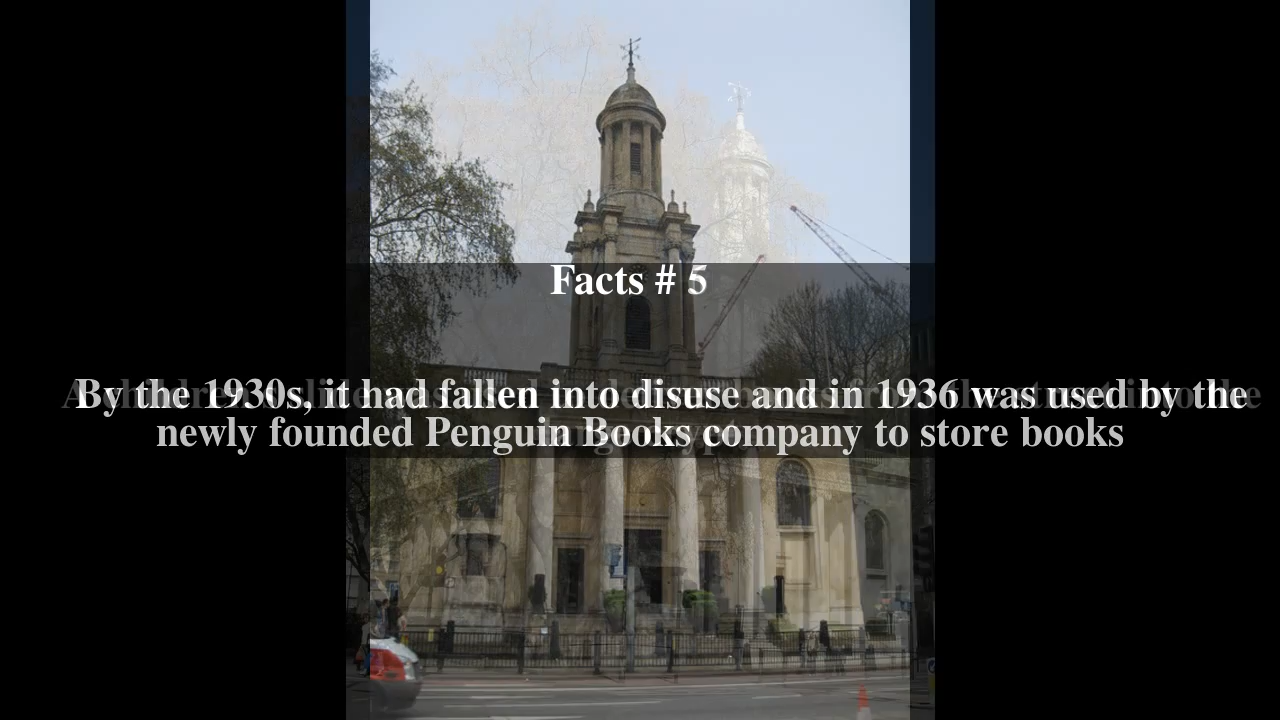 Facts # 5
By the 1930s, it had fallen into disuse and in 1936 was used by the
newly founded Penguin Books company to store books